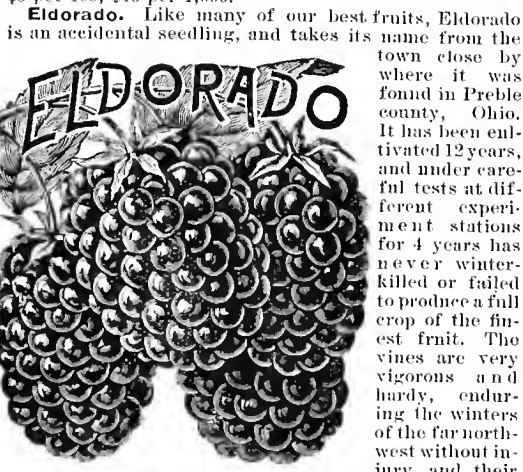 Eldorado. Like many of our best fruits, Eldorado
is an accidental seedling, and takes its name from the
town close by
where it was
found in Preble
county, Ohio.
It has been cul-
tivated 12 years,
and under care-
ful tests at dif-
ferent experi-
ment stations
for 4 years has
never winter-
killed or failed
to produce a full
crop of the fin-
est fruit. The
vines are very
vigorous and
hardy, endur-
ing the winters
of the far north-
west without in-
jury, and their
ELDORADO